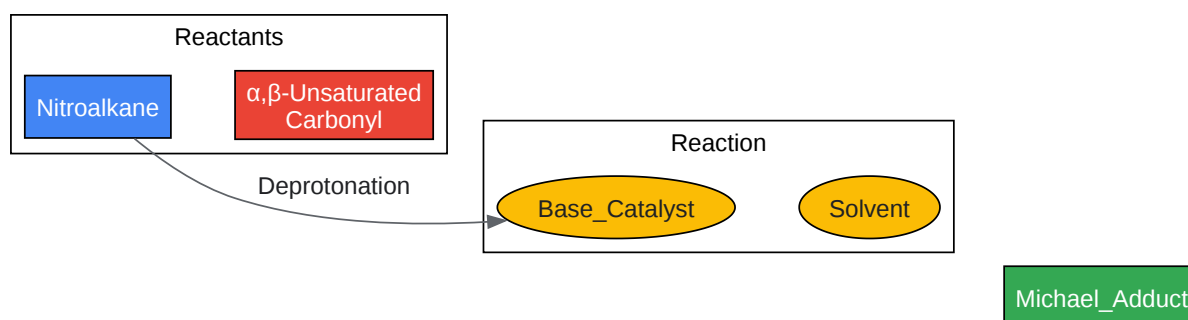 Reactants
Nitroalkane
α,β-Unsaturated
Carbonyl
Reaction
Deprotonation
Base_Catalyst
Solvent
Michael_Adduct